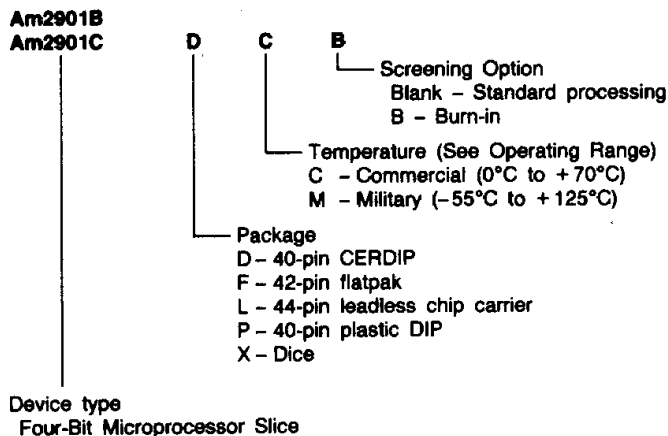 Am2901B
Am2901C D C B
Screening Option
Blank – Standard processing
B – Burn-in
Temperature (See Operating Range)
C – Commercial (0°C to +70°C)
M – Military (–55°C to +125°C)
Package
D – 40-pin CERDIP
F – 42-pin flatpak
L – 44-pin leadless chip carrier
P – 40-pin plastic DIP
X – Dice
Device type
Four-Bit Microprocessor Slice